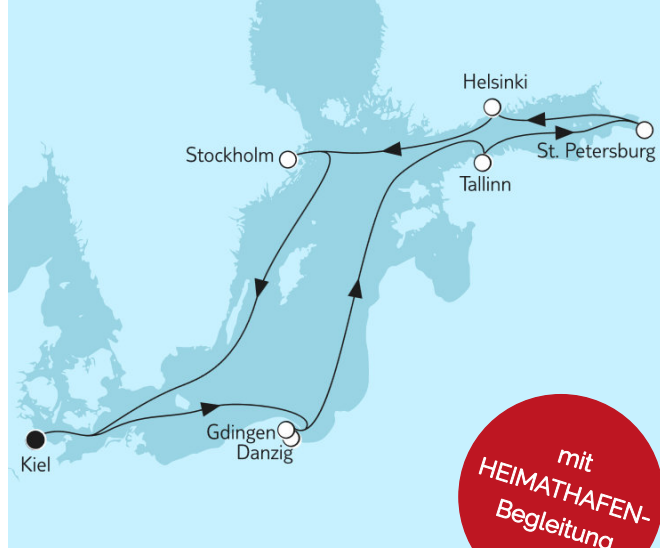 Helsinki
Stockholm
St. Petersburg
Tallinn
Gdingen
Danzig
Kiel
mit
HEIMATHAFEN-
Begleitung